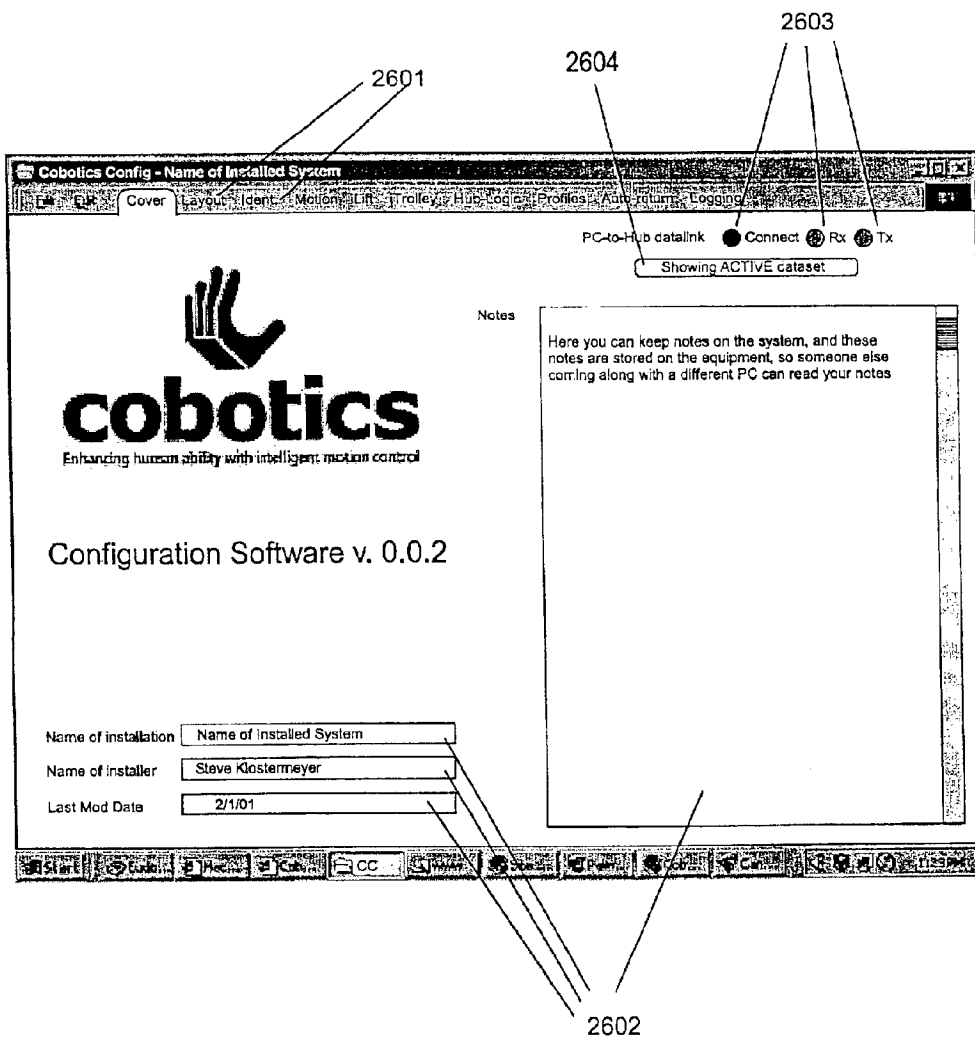 2603
2604
2601
Cobotics Config - Name of Installed System
File Edit Cover Layout Ident Motion Lift Trolley Hub-Logic Profiles Auto-return Logging
PC-to-Hub datalink Connect Rx Tx
Showing ACTIVE dataset
Notes
Here you can keep notes on the system, and these
notes are stored on the equipment, so someone else
coming along with a different PC can read your notes
cobotics
Enhancing human ability with intelligent motion control
Configuration Software v. 0.0.2
Name of installation Name of Installed System
Name of Installer Steve Klostermeyer
Last Mod Date 2/1/01
Start CC
2602